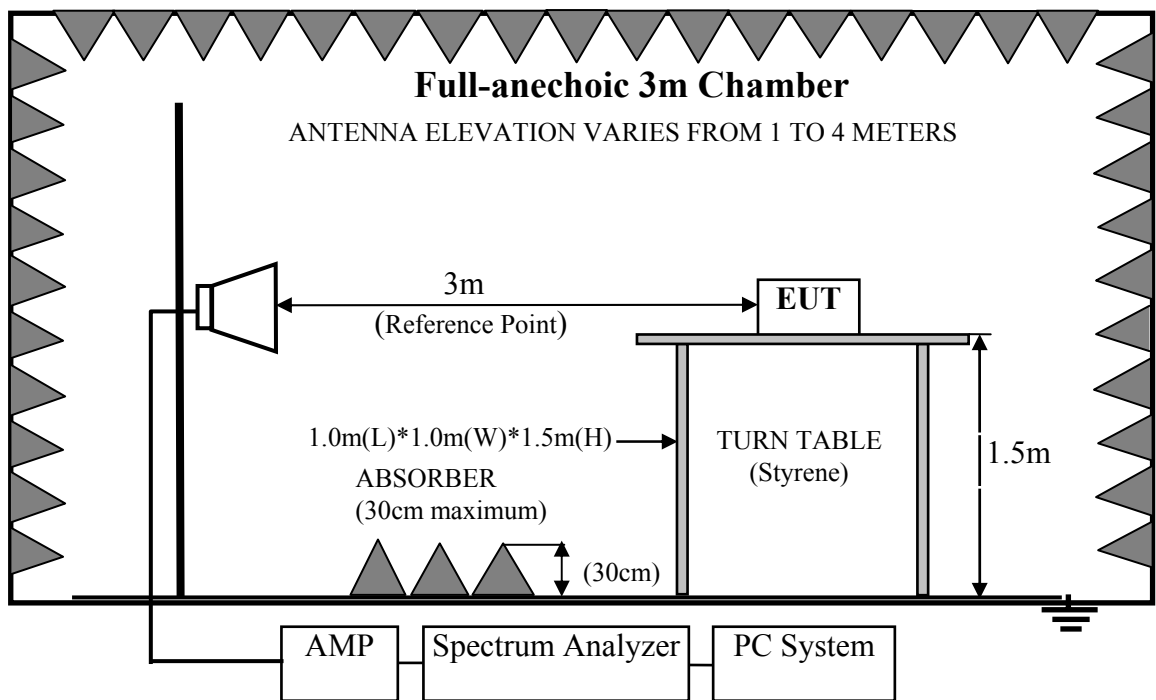 Full-anechoic 3m Chamber
ANTENNA ELEVATION VARIES FROM 1 TO 4 METERS
3m
(Reference Point)
EUT
1.0m(L)*1.0m(W)*1.5m(H)
ABSORBER
(30cm maximum)
TURN TABLE
(Styrene)
1.5m
(30cm)
AMP
Spectrum Analyzer
PC System